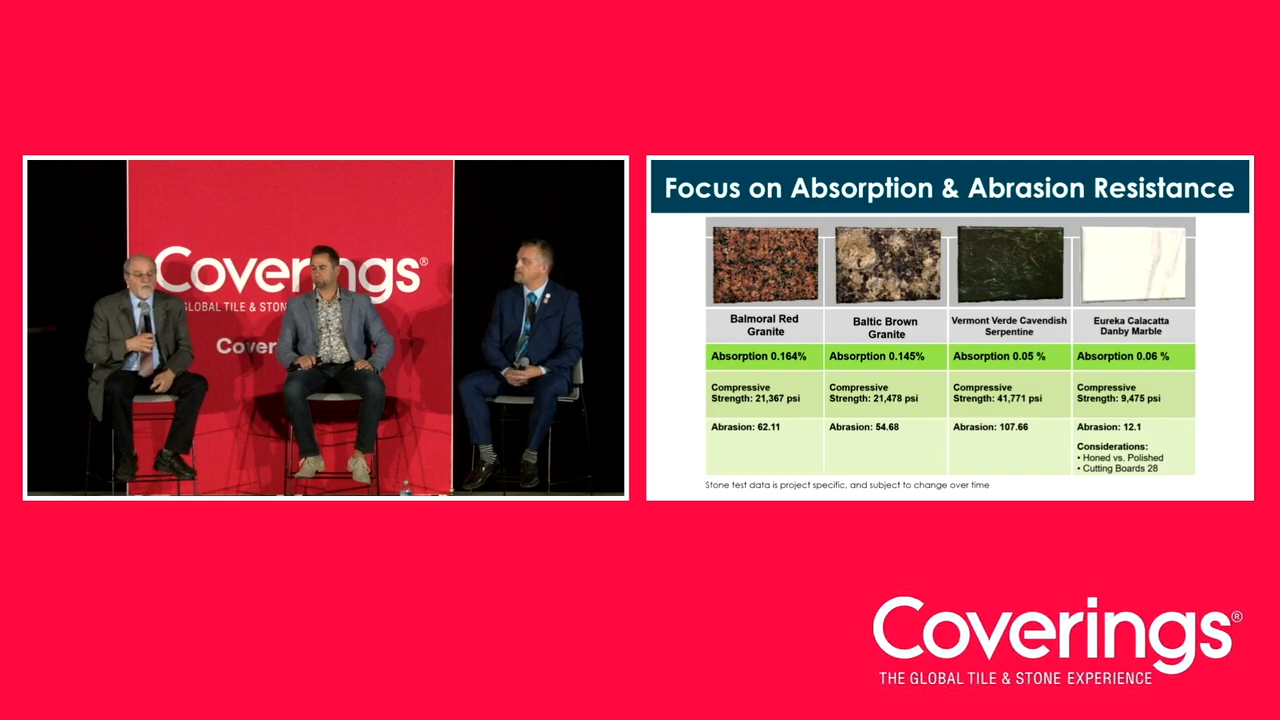 Coverings®
GLOBAL TILE & STON
Cover
Focus on Absorption & Abrasion Resistance
Balmoral Red
Granite
Baltic Brown
Granite
Vermont Verde Cavendish
Serpentine
Eureka Calacatta
Danby Marble
Absorption 0.164%
Absorption 0.145%
Absorption 0.05 %
Absorption 0.06 %
Compressive
Strength: 21,367 psi
Compressive
Strength: 21,478 psi
Compressive
Strength: 41,771 psi
Compressive
Strength: 9,475 psi
Abrasion: 62.11
Abrasion: 54.68
Abrasion: 107.66
Abrasion: 12.1
Considerations:
• Honed vs. Polished
• Cutting Boards 28
Stone test data is project specific, and subject to change over time
Coverings®
THE GLOBAL TILE & STONE EXPERIENCE